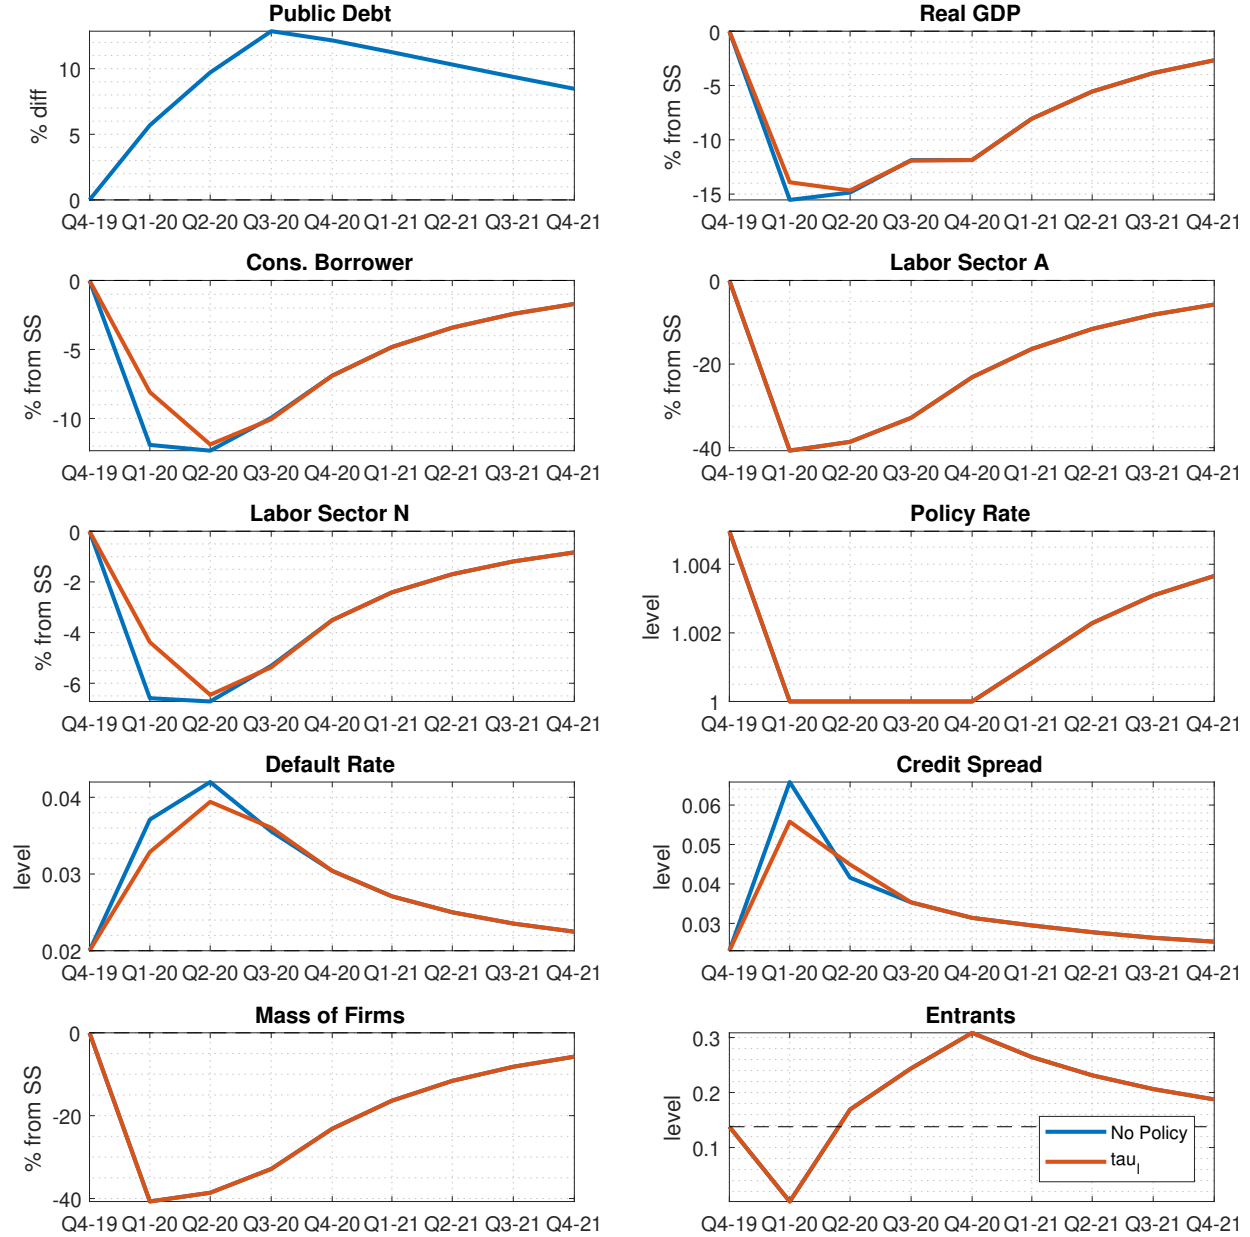 Public Debt
% diff
10
5
0
Q4-19 Q1-20 Q2-20 Q3-20 Q4-20 Q1-21 Q2-21 Q3-21 Q4-21
Real GDP
% from SS
0
-5
-10
-15
Q4-19 Q1-20 Q2-20 Q3-20 Q4-20 Q1-21 Q2-21 Q3-21 Q4-21
Cons. Borrower
% from SS
0
-5
-10
Q4-19 Q1-20 Q2-20 Q3-20 Q4-20 Q1-21 Q2-21 Q3-21 Q4-21
Labor Sector A
% from SS
0
-20
-40
Q4-19 Q1-20 Q2-20 Q3-20 Q4-20 Q1-21 Q2-21 Q3-21 Q4-21
Labor Sector N
% from SS
0
-2
-4
-6
Q4-19 Q1-20 Q2-20 Q3-20 Q4-20 Q1-21 Q2-21 Q3-21 Q4-21
Policy Rate
level
1.004
1.002
1
Q4-19 Q1-20 Q2-20 Q3-20 Q4-20 Q1-21 Q2-21 Q3-21 Q4-21
Default Rate
level
0.04
0.03
0.02
Q4-19 Q1-20 Q2-20 Q3-20 Q4-20 Q1-21 Q2-21 Q3-21 Q4-21
Credit Spread
level
0.06
0.05
0.04
0.03
Q4-19 Q1-20 Q2-20 Q3-20 Q4-20 Q1-21 Q2-21 Q3-21 Q4-21
Mass of Firms
% from SS
0
-20
-40
Q4-19 Q1-20 Q2-20 Q3-20 Q4-20 Q1-21 Q2-21 Q3-21 Q4-21
Entrants
level
0.3
0.2
0.1
No Policy
tau_l
Q4-19 Q1-20 Q2-20 Q3-20 Q4-20 Q1-21 Q2-21 Q3-21 Q4-21